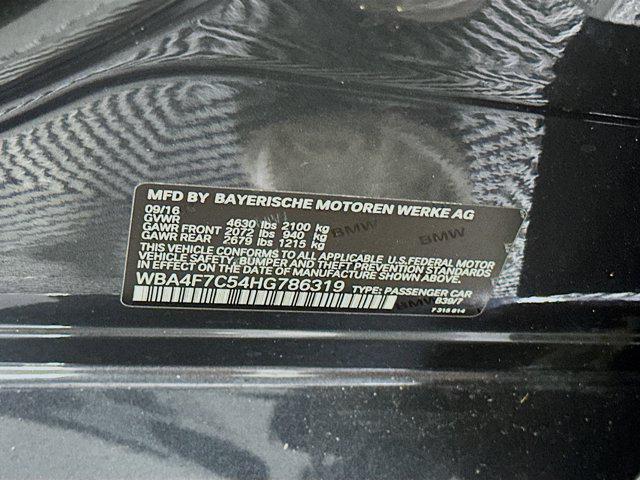 MFD BY BAYERISCHE MOTOREN WERKE AG
09/16
GVWR 4630 lbs 2100 kg
GAWR FRONT 2072 lbs 940 kg
GAWR REAR 2679 lbs 1215 kg
THIS VEHICLE CONFORMS TO ALL APPLICABLE U.S.FEDERAL MOTOR
VEHICLE SAFETY, BUMPER AND THEFT PREVENTION STANDARDS
IN EFFECT ON THE DATE OF MANUFACTURE SHOWN ABOVE.
WBA4F7C54HG786319 TYPE: PASSENGER CAR
B39/7
7 316 614
BMW
BMW